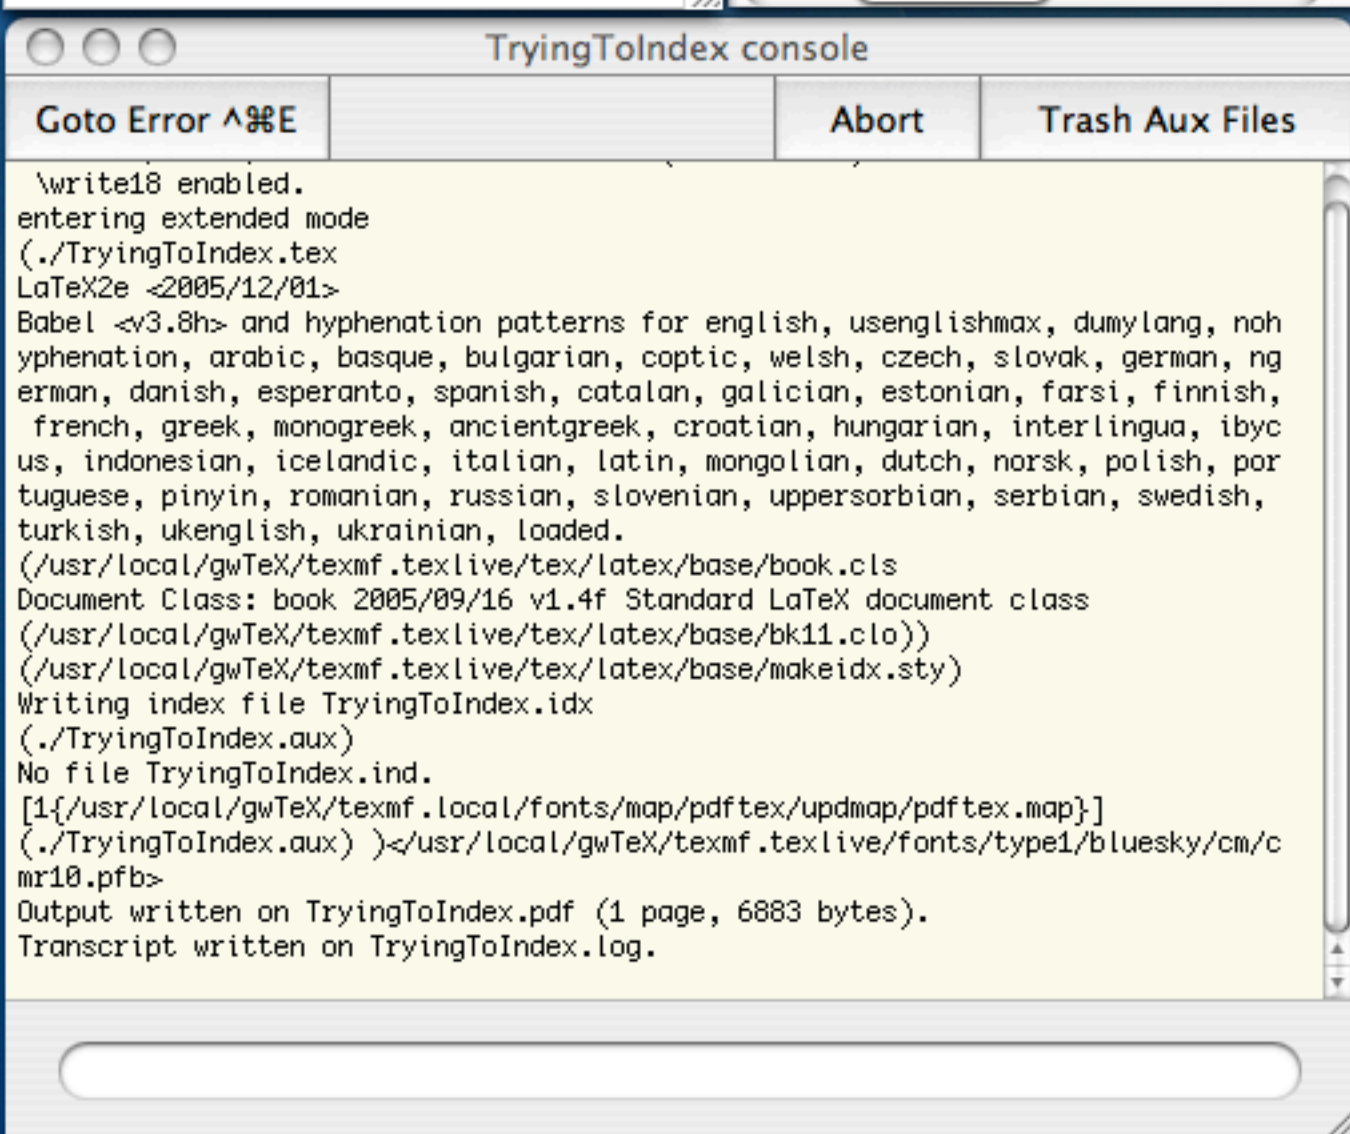 TryingToIndex console
Goto Error ^⌘E
Abort
Trash Aux Files
\write18 enabled.
entering extended mode
(./TryingToIndex.tex
LaTeX2e <2005/12/01>
Babel <v3.8h> and hyphenation patterns for english, usenglishmax, dumylang, noh
yphenation, arabic, basque, bulgarian, coptic, welsh, czech, slovak, german, ng
erman, danish, esperanto, spanish, catalan, galician, estonian, farsi, finnish,
french, greek, monogreek, ancientgreek, croatian, hungarian, interlingua, ibyc
us, indonesian, icelandic, italian, latin, mongolian, dutch, norsk, polish, por
tuguese, pinyin, romanian, russian, slovenian, uppersorbian, serbian, swedish,
turkish, ukenglish, ukrainian, loaded.
(/usr/local/gwTeX/texmf.texlive/tex/latex/base/book.cls
Document Class: book 2005/09/16 v1.4f Standard LaTeX document class
(/usr/local/gwTeX/texmf.texlive/tex/latex/base/bk11.clo))
(/usr/local/gwTeX/texmf.texlive/tex/latex/base/makeidx.sty)
Writing index file TryingToIndex.idx
(./TryingToIndex.aux)
No file TryingToIndex.ind.
[1{/usr/local/gwTeX/texmf.local/fonts/map/pdftex/updmap/pdftex.map}]
(./TryingToIndex.aux) )</usr/local/gwTeX/texmf.texlive/fonts/type1/bluesky/cm/c
mr10.pfb>
Output written on TryingToIndex.pdf (1 page, 6883 bytes).
Transcript written on TryingToIndex.log.